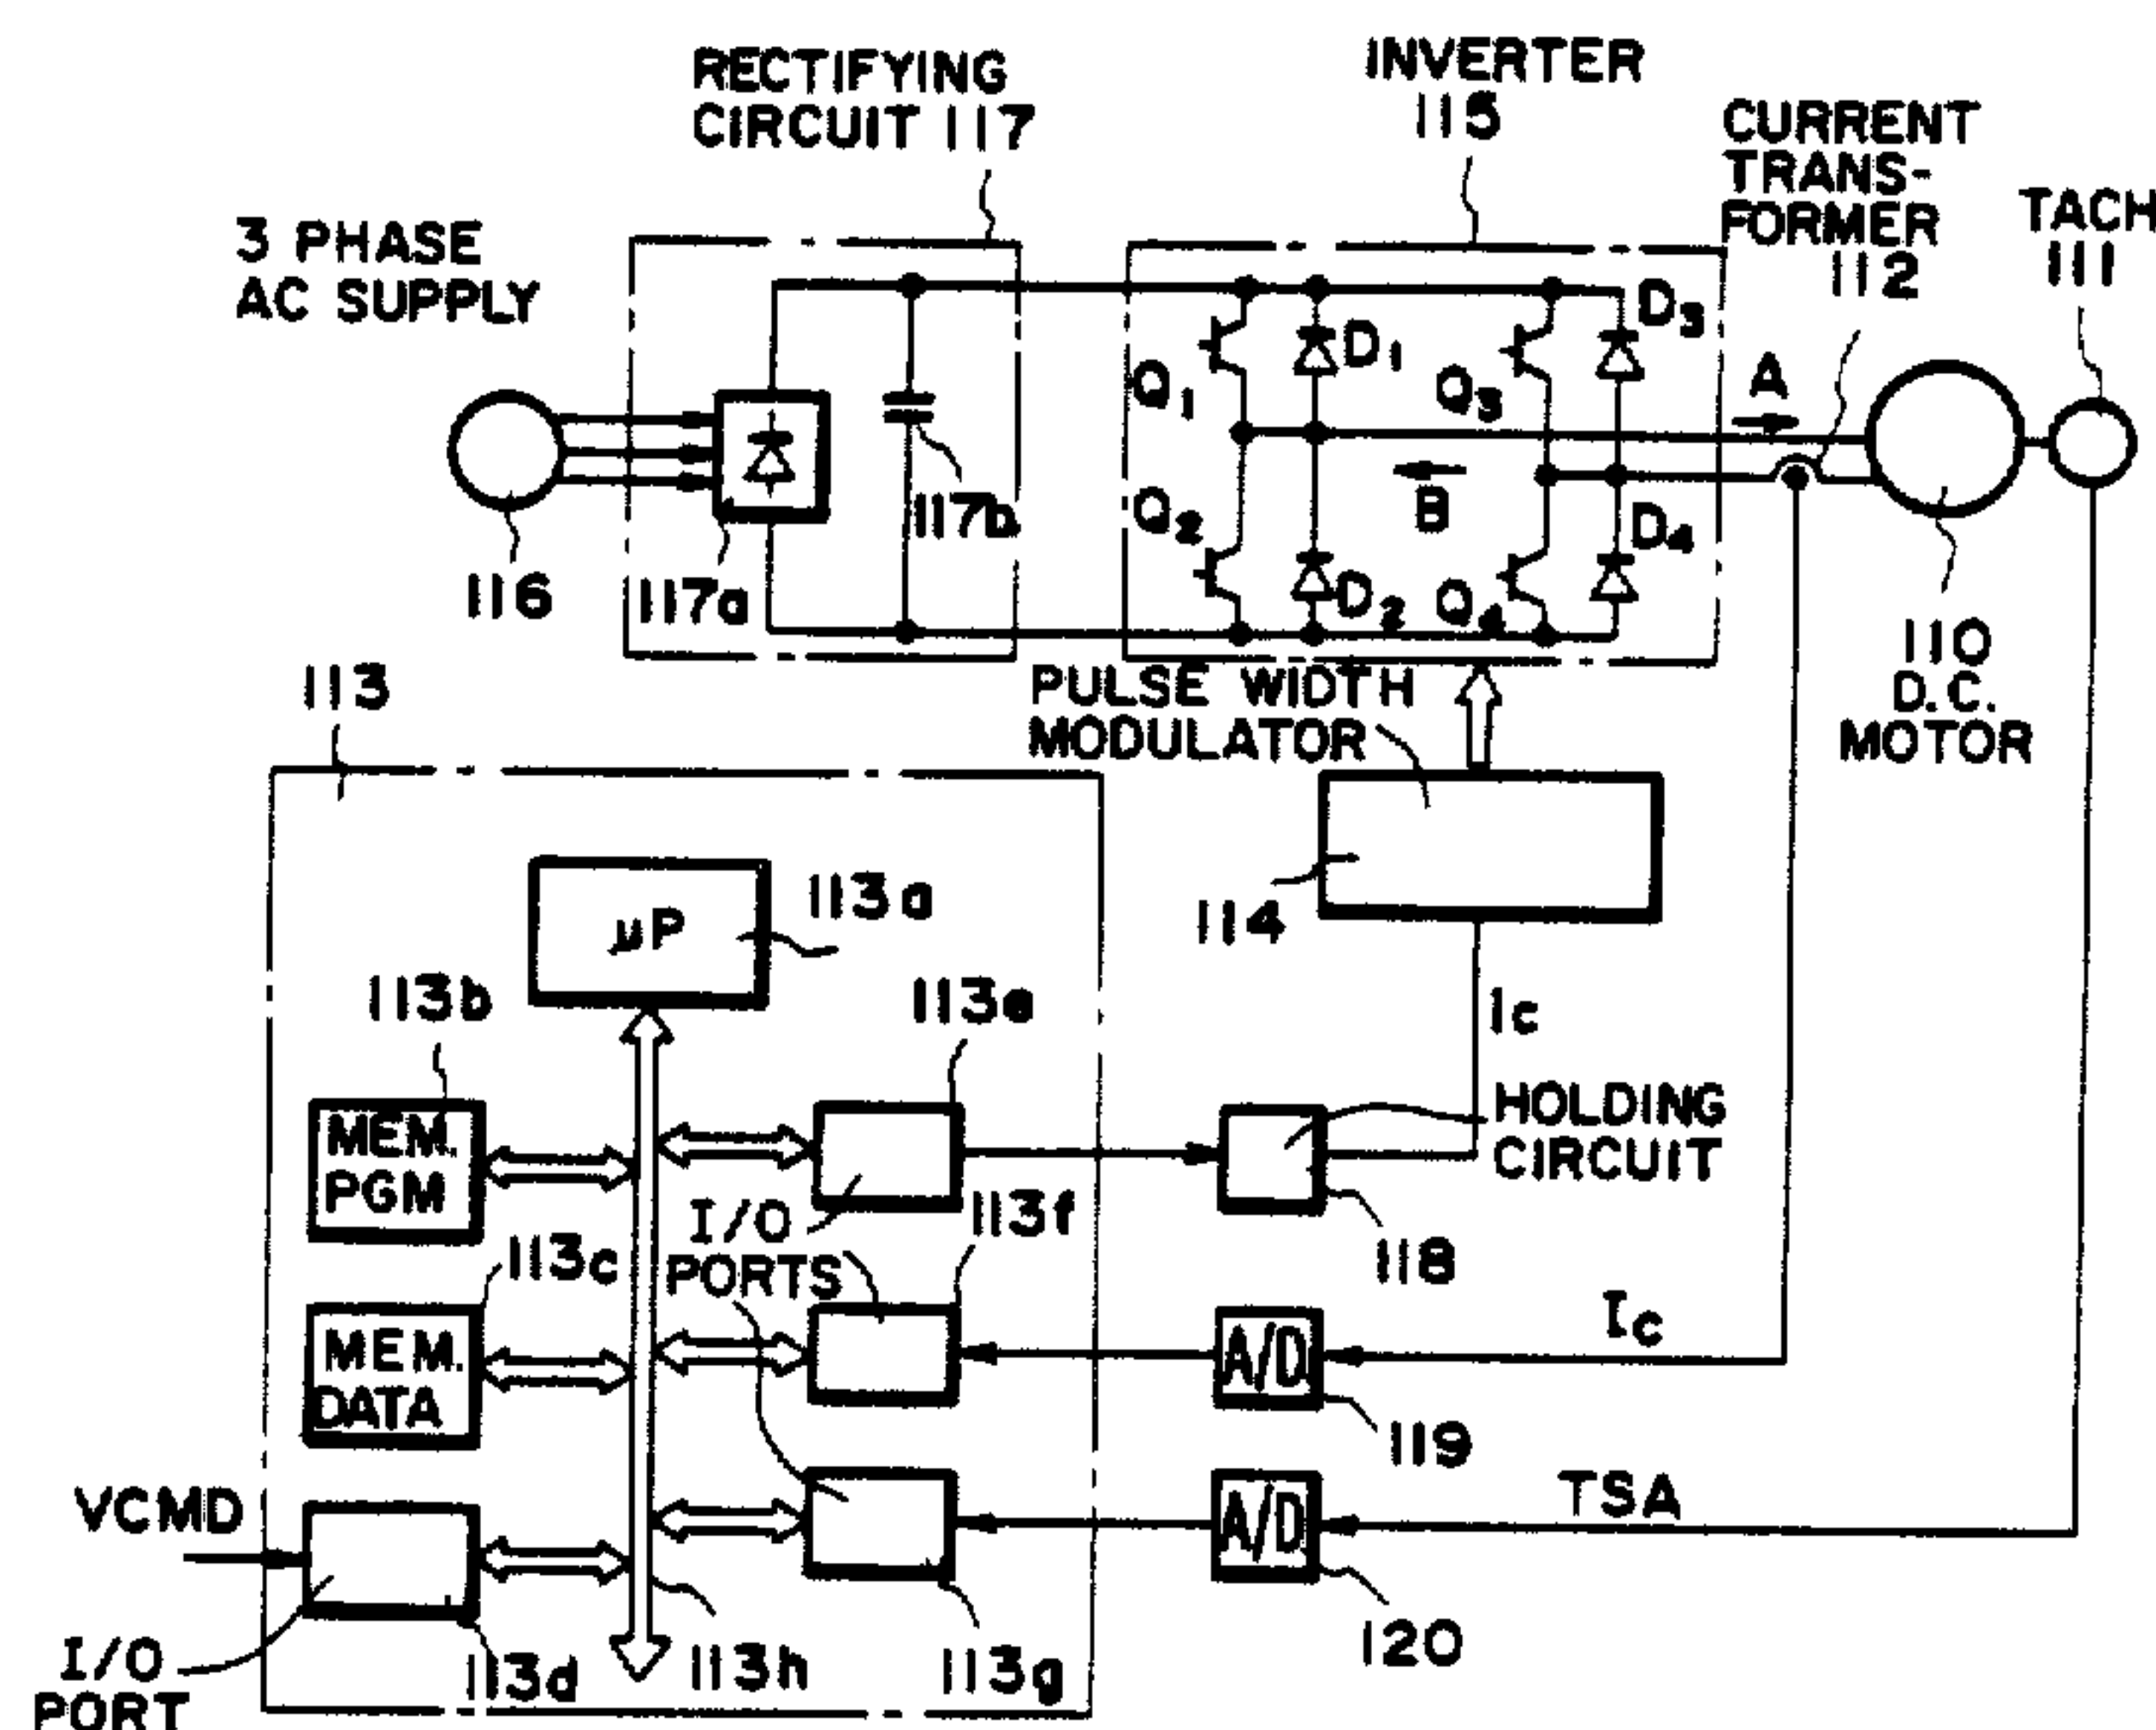 RECTIFYING
CIRCUIT 117
INVERTER
115
CURRENT
TRANS-
FORMER
112
TACH
111
3 PHASE
AC SUPPLY
116
117a
117b
Q1
D1
Q3
D3
A
B
Q2
D2
Q4
D4
110
D.C.
MOTOR
PULSE WIDTH
MODULATOR
114
Ic
113
μP
113a
113b
MEM.
PGM
113e
HOLDING
CIRCUIT
118
I/O
PORTS
113f
113c
MEM.
DATA
A/D
119
Ic
VCMD
I/O
PORT
113d
113h
113g
A/D
120
TSA